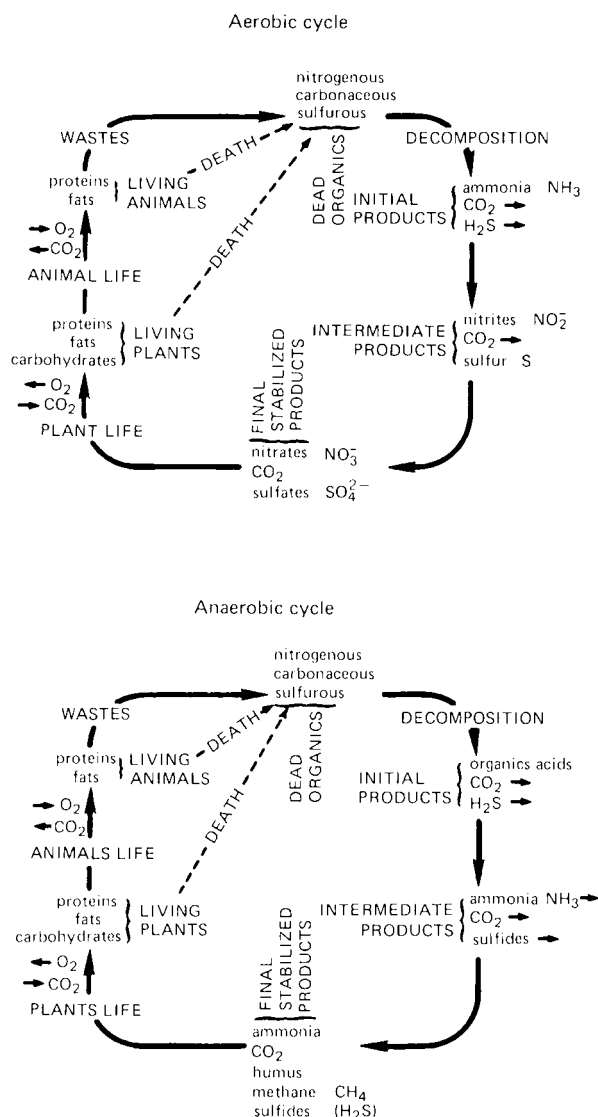 Aerobic cycle
nitrogenous
carbonaceous
sulfurous
WASTES
DECOMPOSITION
DEATH
proteins
fats
LIVING
ANIMALS
DEAD
ORGANICS
INITIAL
PRODUCTS
ammonia NH₃
CO₂
H₂S
O₂
CO₂
DEATH
ANIMAL LIFE
proteins
fats
carbohydrates
LIVING
PLANTS
INTERMEDIATE
PRODUCTS
nitrites NO₂⁻
CO₂
sulfur S
O₂
CO₂
PLANT LIFE
FINAL
STABILIZED
PRODUCTS
nitrates NO₃⁻
CO₂
sulfates SO₄²⁻
Anaerobic cycle
nitrogenous
carbonaceous
sulfurous
WASTES
DECOMPOSITION
DEATH
proteins
fats
LIVING
ANIMALS
DEAD
ORGANICS
INITIAL
PRODUCTS
organics acids
CO₂
H₂S
O₂
CO₂
DEATH
ANIMALS LIFE
proteins
fats
carbohydrates
LIVING
PLANTS
INTERMEDIATE
PRODUCTS
ammonia NH₃
CO₂
sulfides
O₂
CO₂
PLANTS LIFE
FINAL
STABILIZED
PRODUCTS
ammonia
CO₂
humus
methane CH₄
sulfides (H₂S)